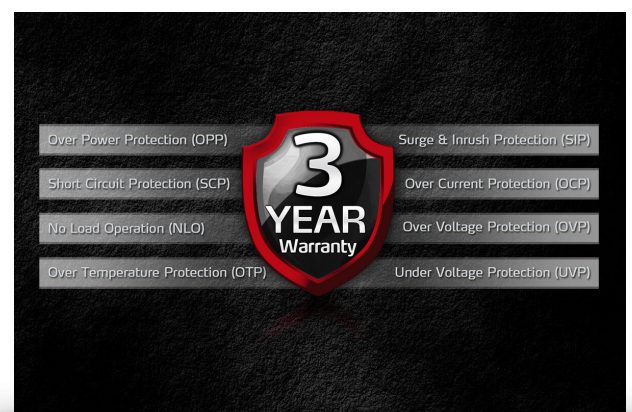 Over Power Protection (OPP)
Short Circuit Protection (SCP)
No Load Operation (NLO)
Over Temperature Protection (OTP)
3
YEAR
Warranty
Surge & Inrush Protection (SIP)
Over Current Protection (OCP)
Over Voltage Protection (OVP)
Under Voltage Protection (UVP)